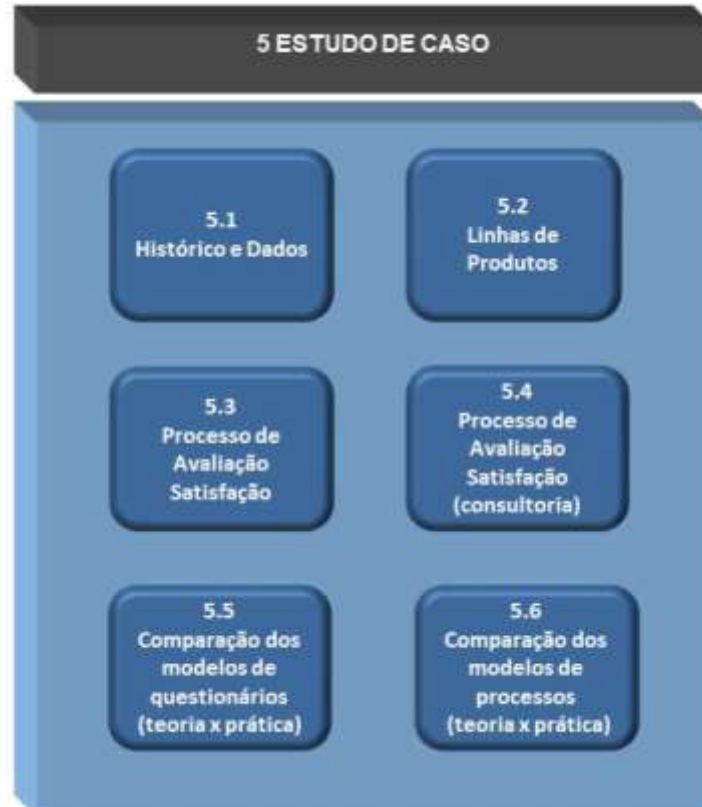 5 ESTUDO DE CASO
5.1
Histórico e Dados
5.2
Linhas de
Produtos
5.3
Processo de
Avaliação
Satisfação
5.4
Processo de
Avaliação
Satisfação
(consultoria)
5.5
Comparação dos
modelos de
questionários
(teoria x prática)
5.6
Comparação dos
modelos de
processos
(teoria x prática)